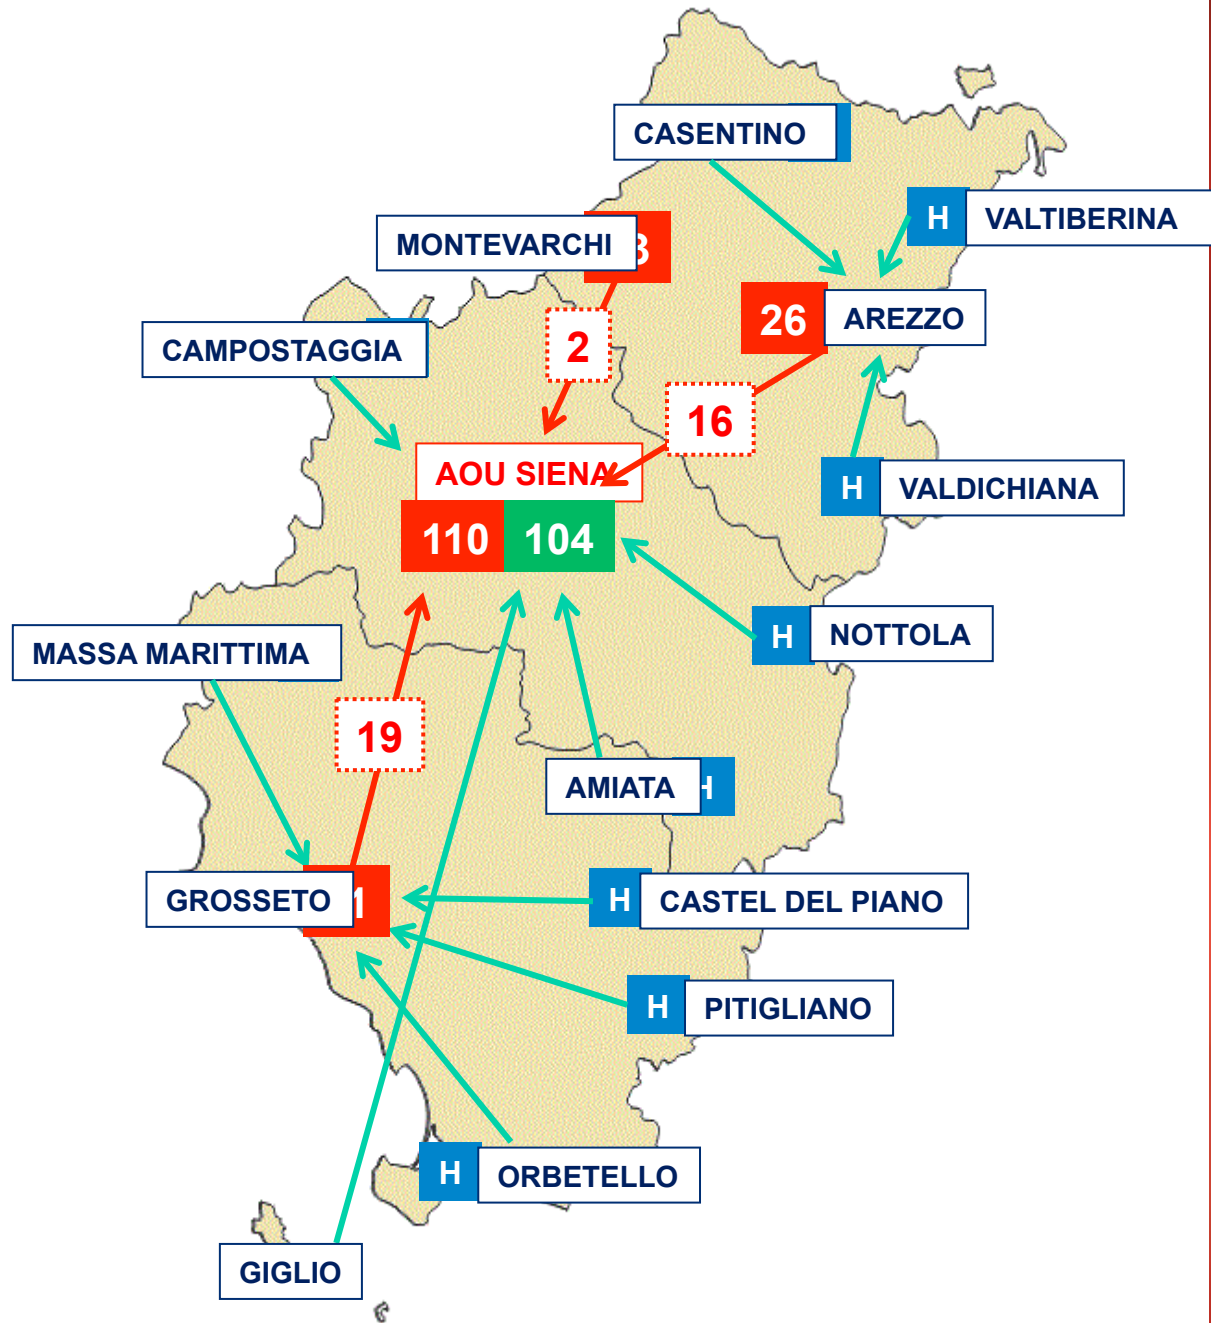 CASENTINO
H VALTIBERINA
MONTEVARCHI
26 AREZZO
2
CAMPOSTAGGIA
16
AOU SIENA
H VALDICHIANA
110 104
H NOTTOLA
MASSA MARITTIMA
19
AMIATA H
GROSSETO
H CASTEL DEL PIANO
H PITIGLIANO
H ORBETELLO
GIGLIO